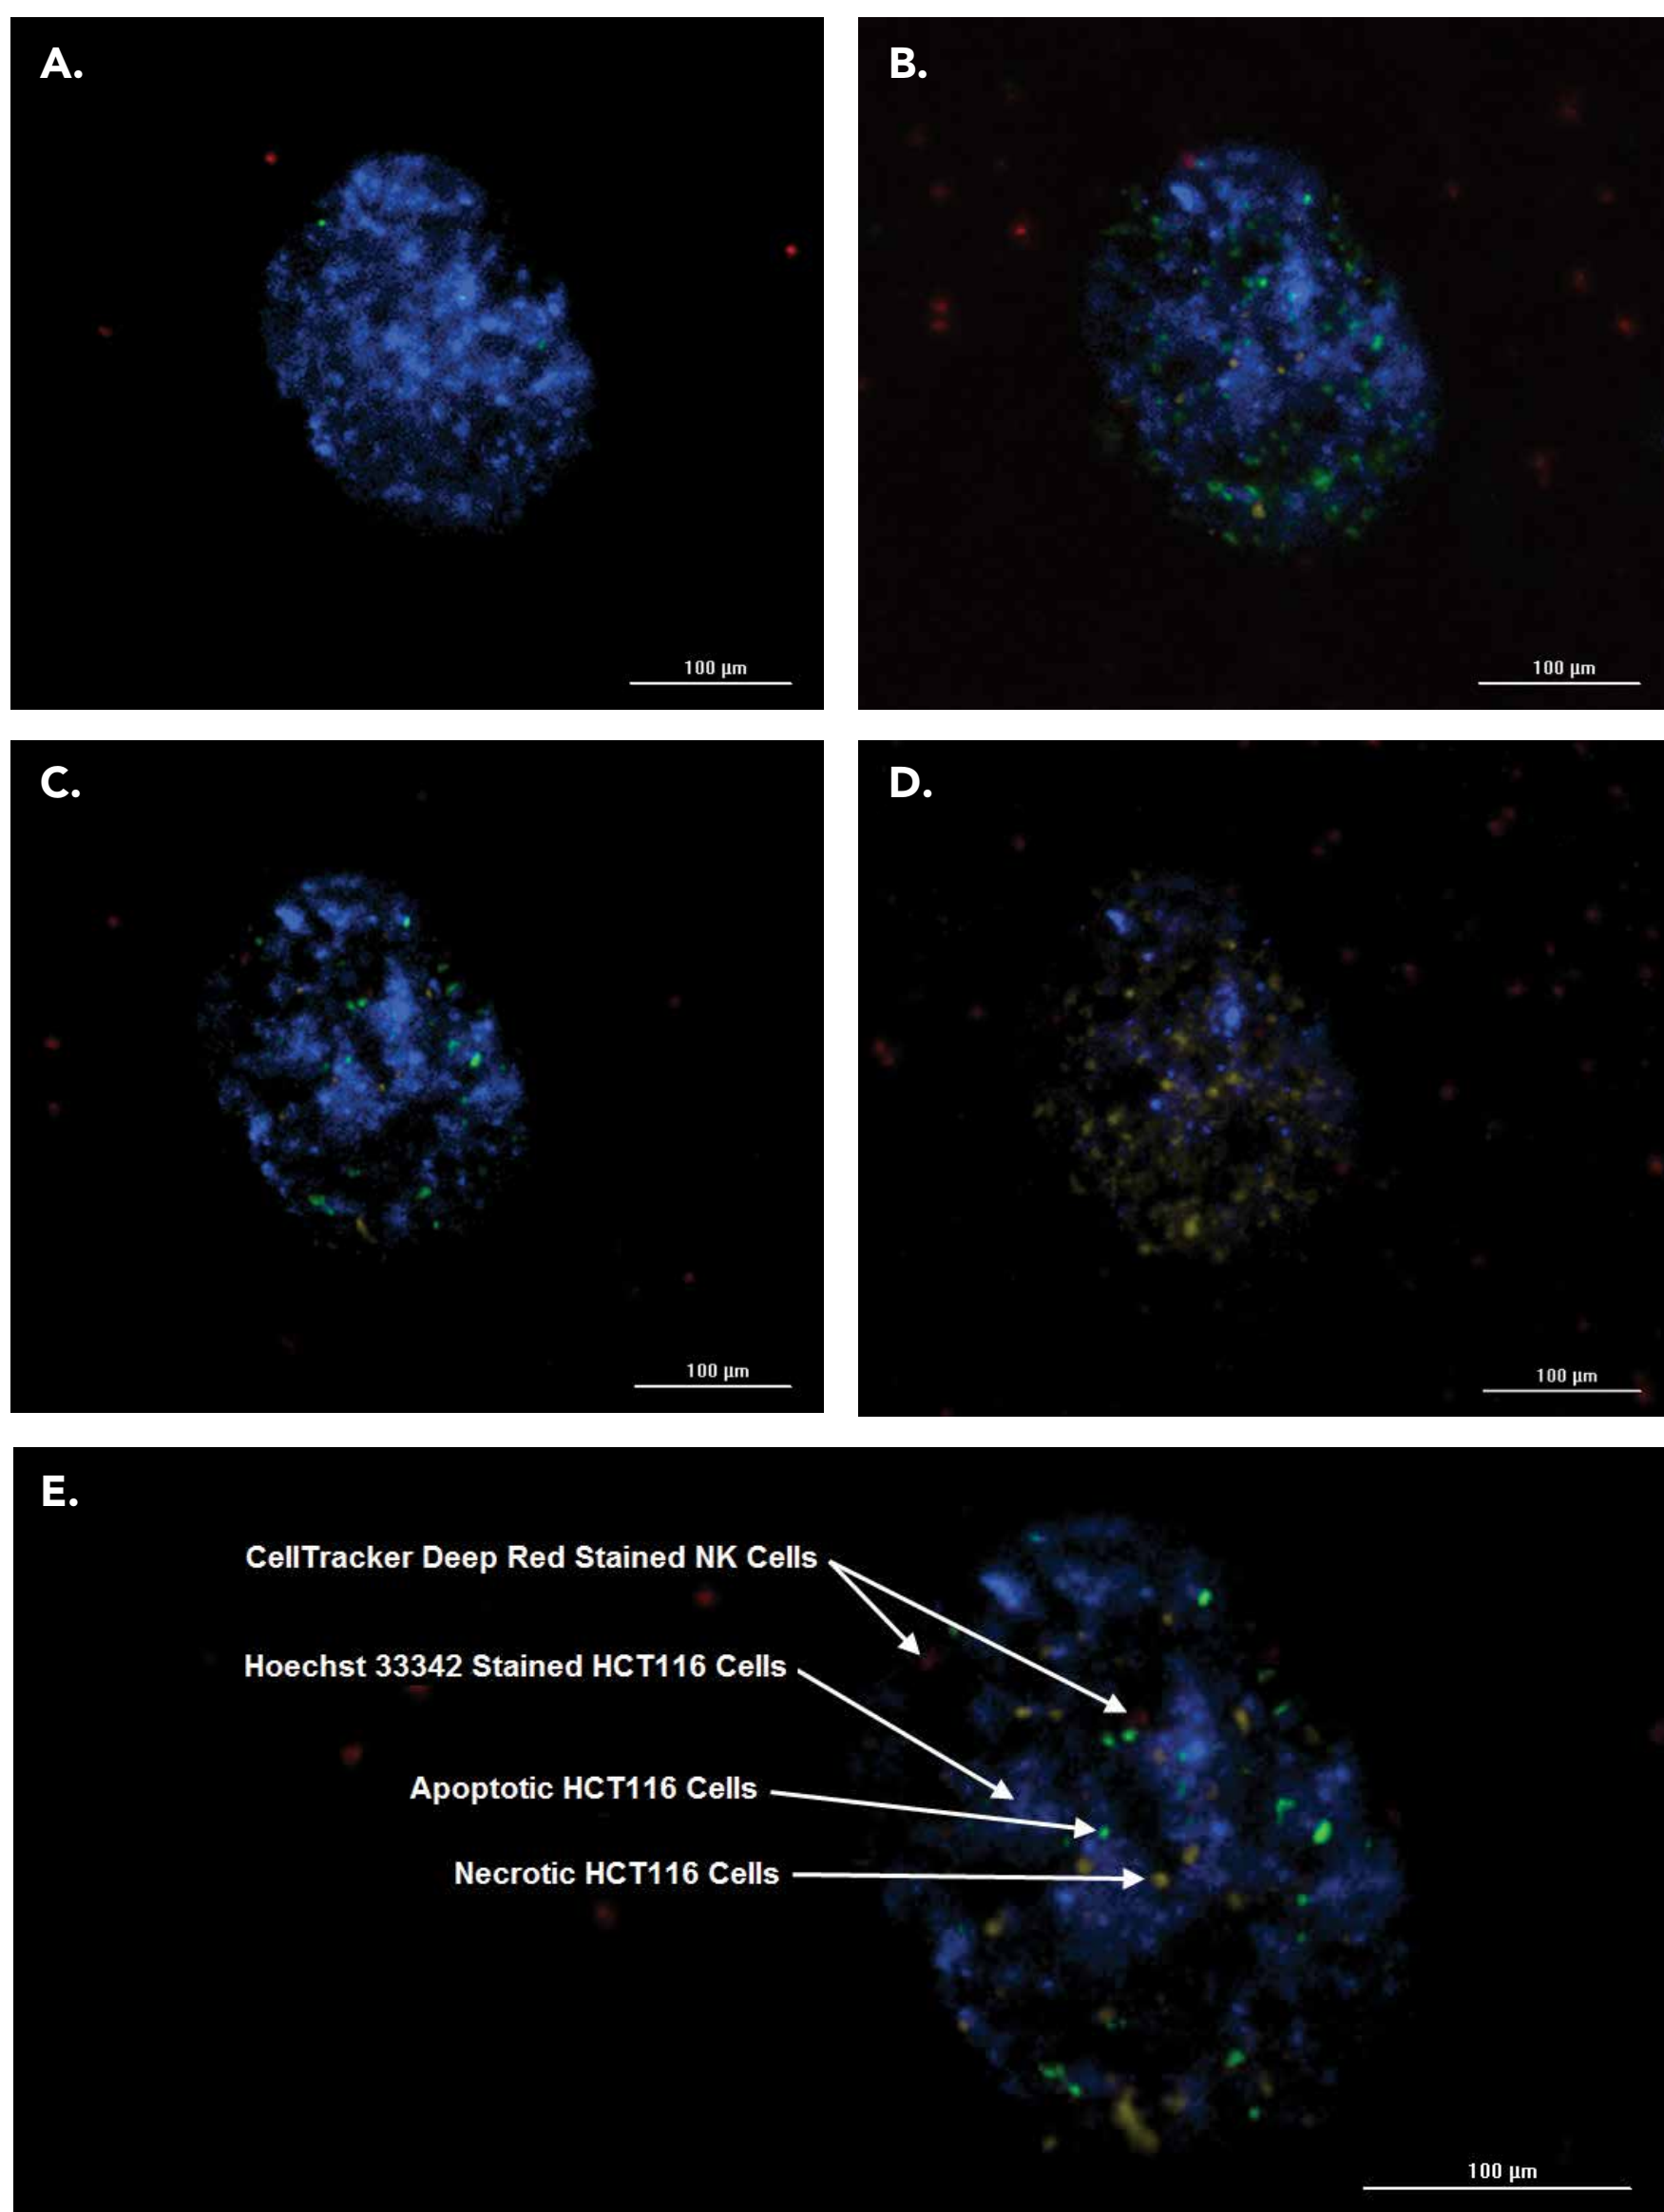 A.
B.
100 µm
100 µm
C.
D.
100 µm
100 µm
E.
CellTracker Deep Red Stained NK Cells
Hoechst 33342 Stained HCT116 Cells
Apoptotic HCT116 Cells
Necrotic HCT116 Cells
100 µm